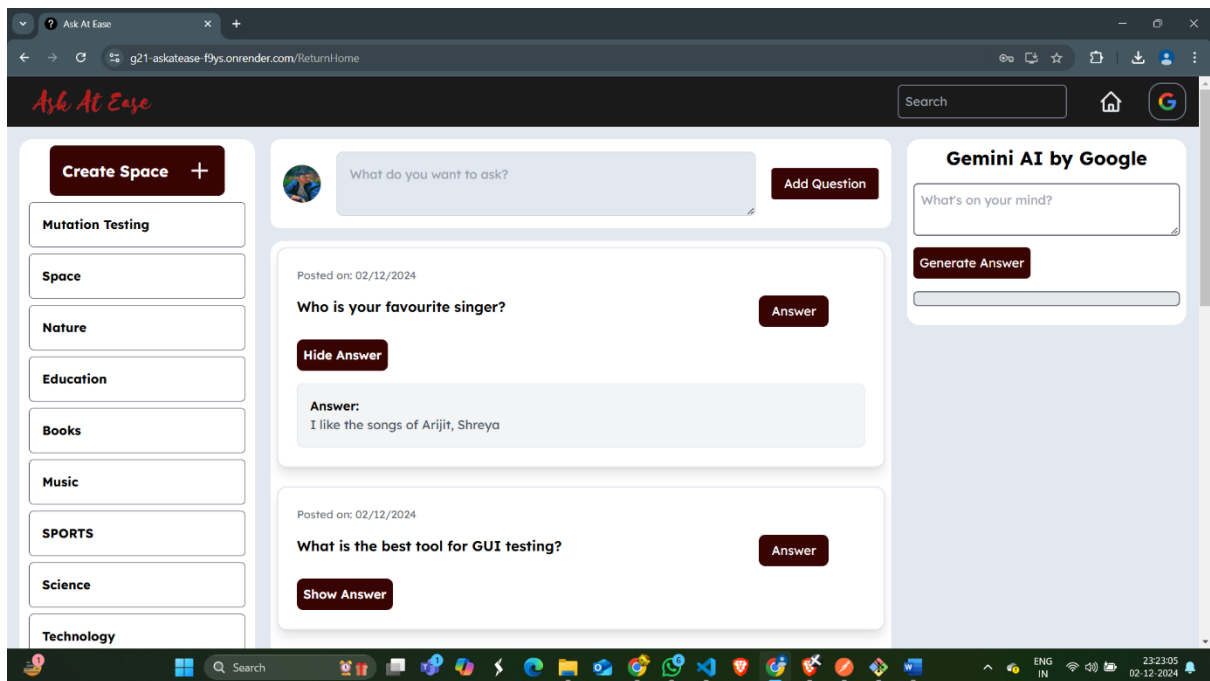 Ask At Ease
g21-askatease-f9ys.onrender.com/ReturnHome
Ask At Ease
Search
Create Space +
Mutation Testing
Space
Nature
Education
Books
Music
SPORTS
Science
Technology
What do you want to ask?
Add Question
Posted on: 02/12/2024
Who is your favourite singer?
Answer
Hide Answer
Answer:
I like the songs of Arijit, Shreya
Posted on: 02/12/2024
What is the best tool for GUI testing?
Answer
Show Answer
Gemini AI by Google
What's on your mind?
Generate Answer
Search
ENG
IN
23:23:05
02-12-2024